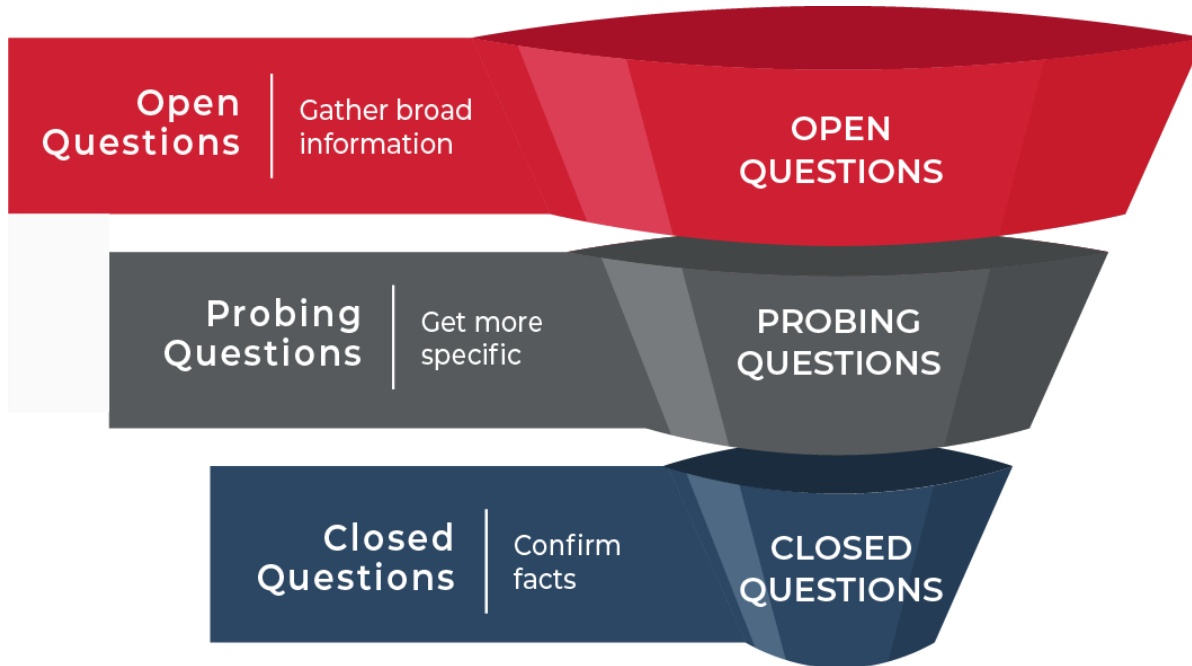 Open
Questions
Gather broad
information
OPEN
QUESTIONS
Probing
Questions
Get more
specific
PROBING
QUESTIONS
Closed
Questions
Confirm
facts
CLOSED
QUESTIONS